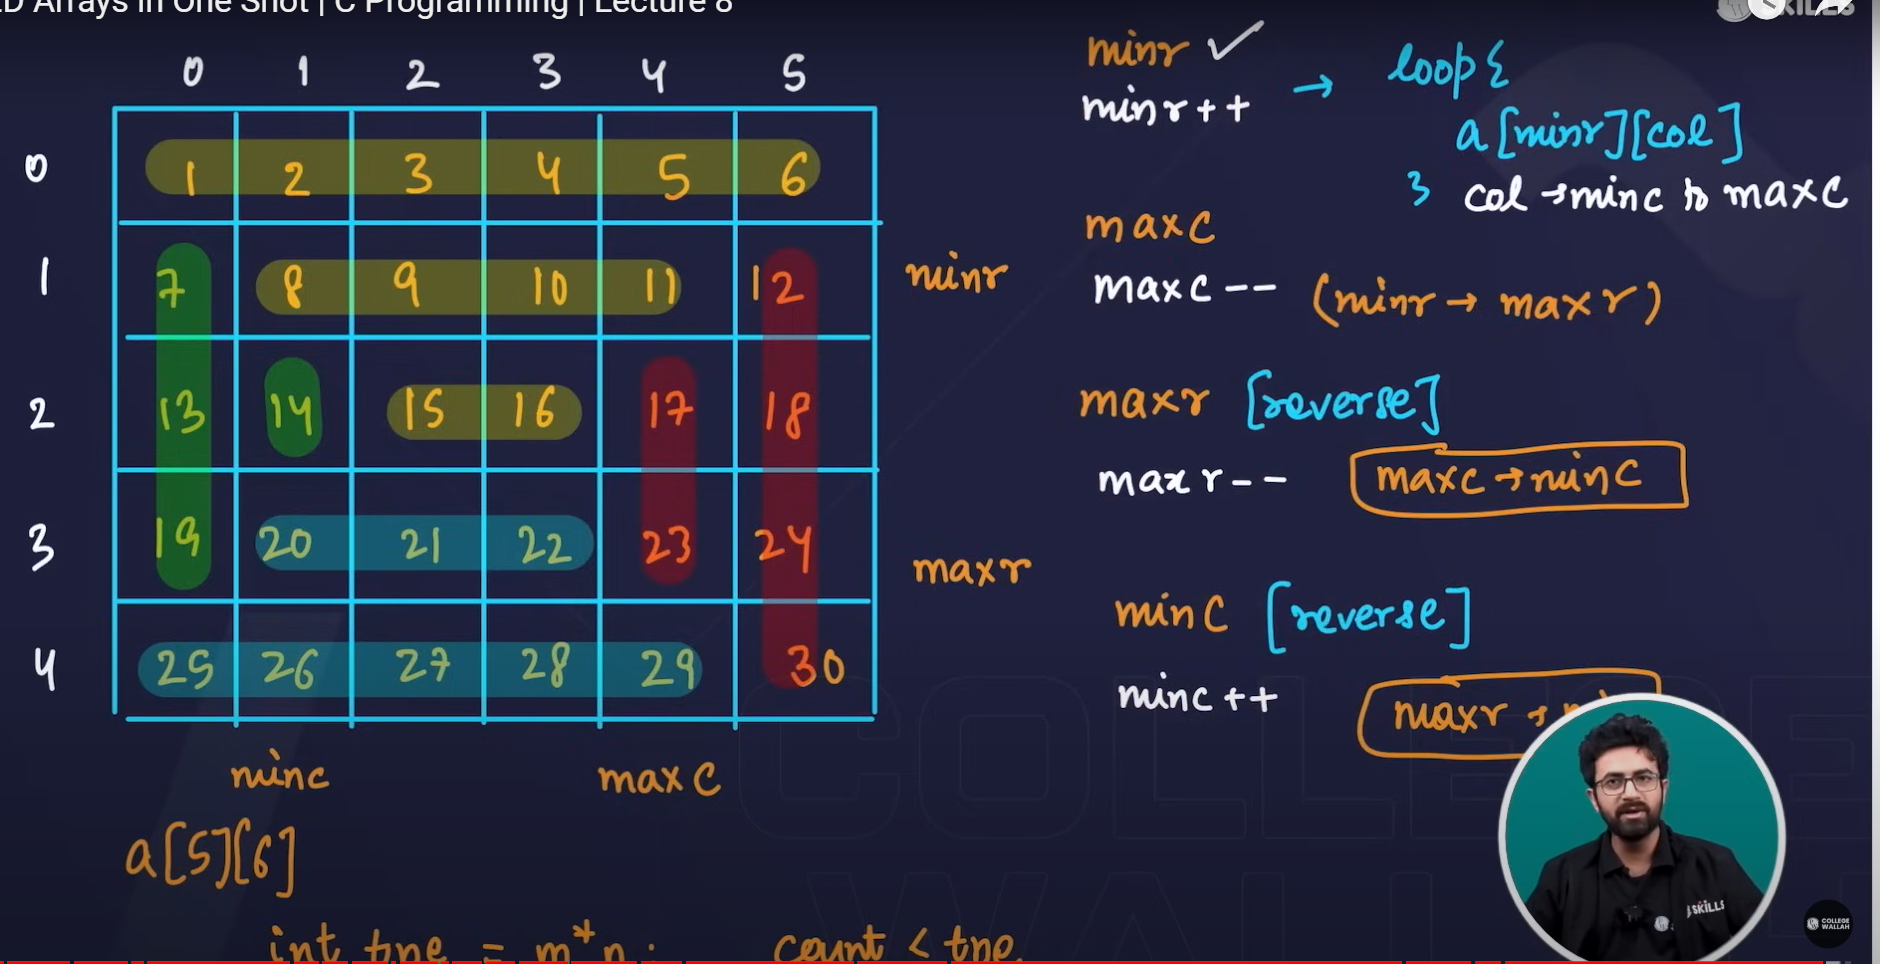 D Arrays in One Shot | C Programming | Lecture 8
SKILLS
0 1 2 3 4 5
0 1 2 3 4 5 6
1 7 8 9 10 11 12
2 13 14 15 16 17 18
3 19 20 21 22 23 24
4 25 26 27 28 29 30
minr
maxr
minc maxc
a[5][6]
int tne = m*n; count < tne
minr ✓
minr++ → loop{
a[minr][col]
} col → minc to maxc
maxc
maxc-- (minr → maxr)
maxr [reverse]
maxr-- maxc → minc
minc [reverse]
minc++ maxr →
SKILLS
COLLEGE
WALLAH
COLLEGE
WALL